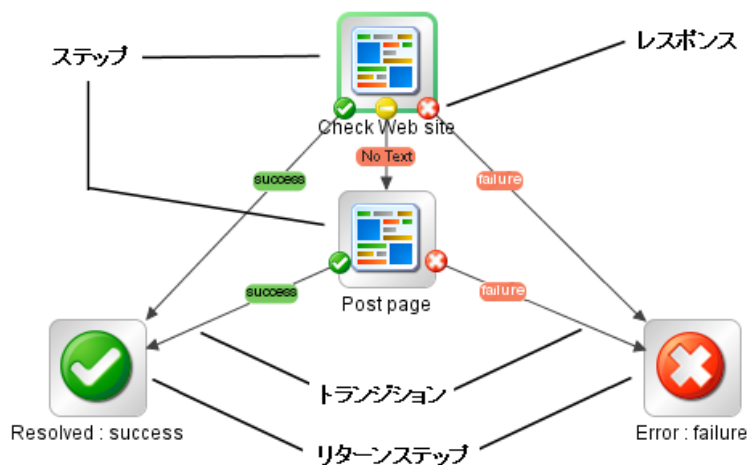 ステップ
レスポンス
Check Web site
No Text
success
failure
success
failure
Post page
トランジション
Resolved : success
リターンステップ
Error : failure